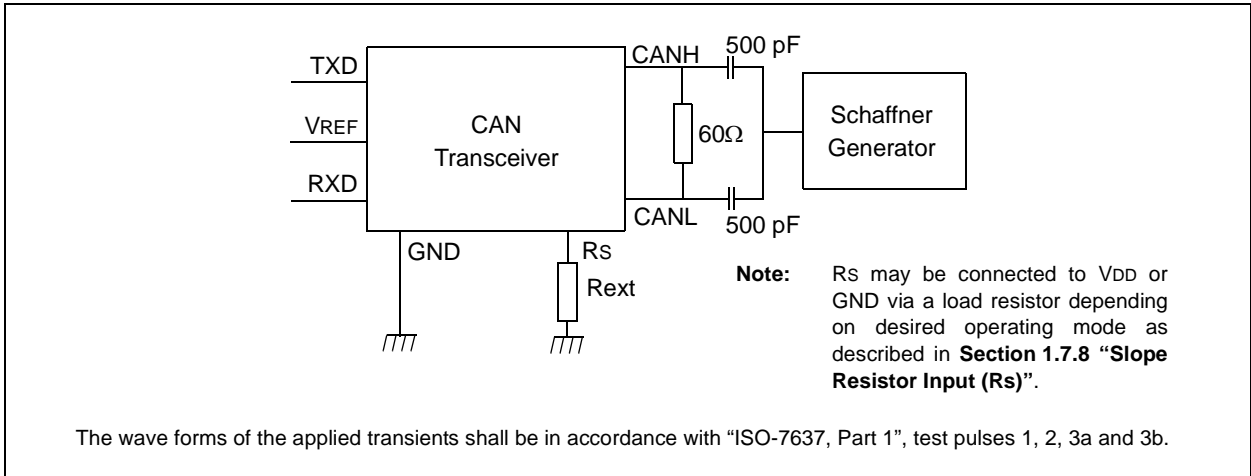 TXD
VREF
RXD
CAN
Transceiver
CANH
CANL
GND
RS
Rext
500 pF
60Ω
500 pF
Schaffner
Generator
Note: RS may be connected to VDD or
GND via a load resistor depending
on desired operating mode as
described in Section 1.7.8 “Slope
Resistor Input (Rs)”.
The wave forms of the applied transients shall be in accordance with “ISO-7637, Part 1”, test pulses 1, 2, 3a and 3b.